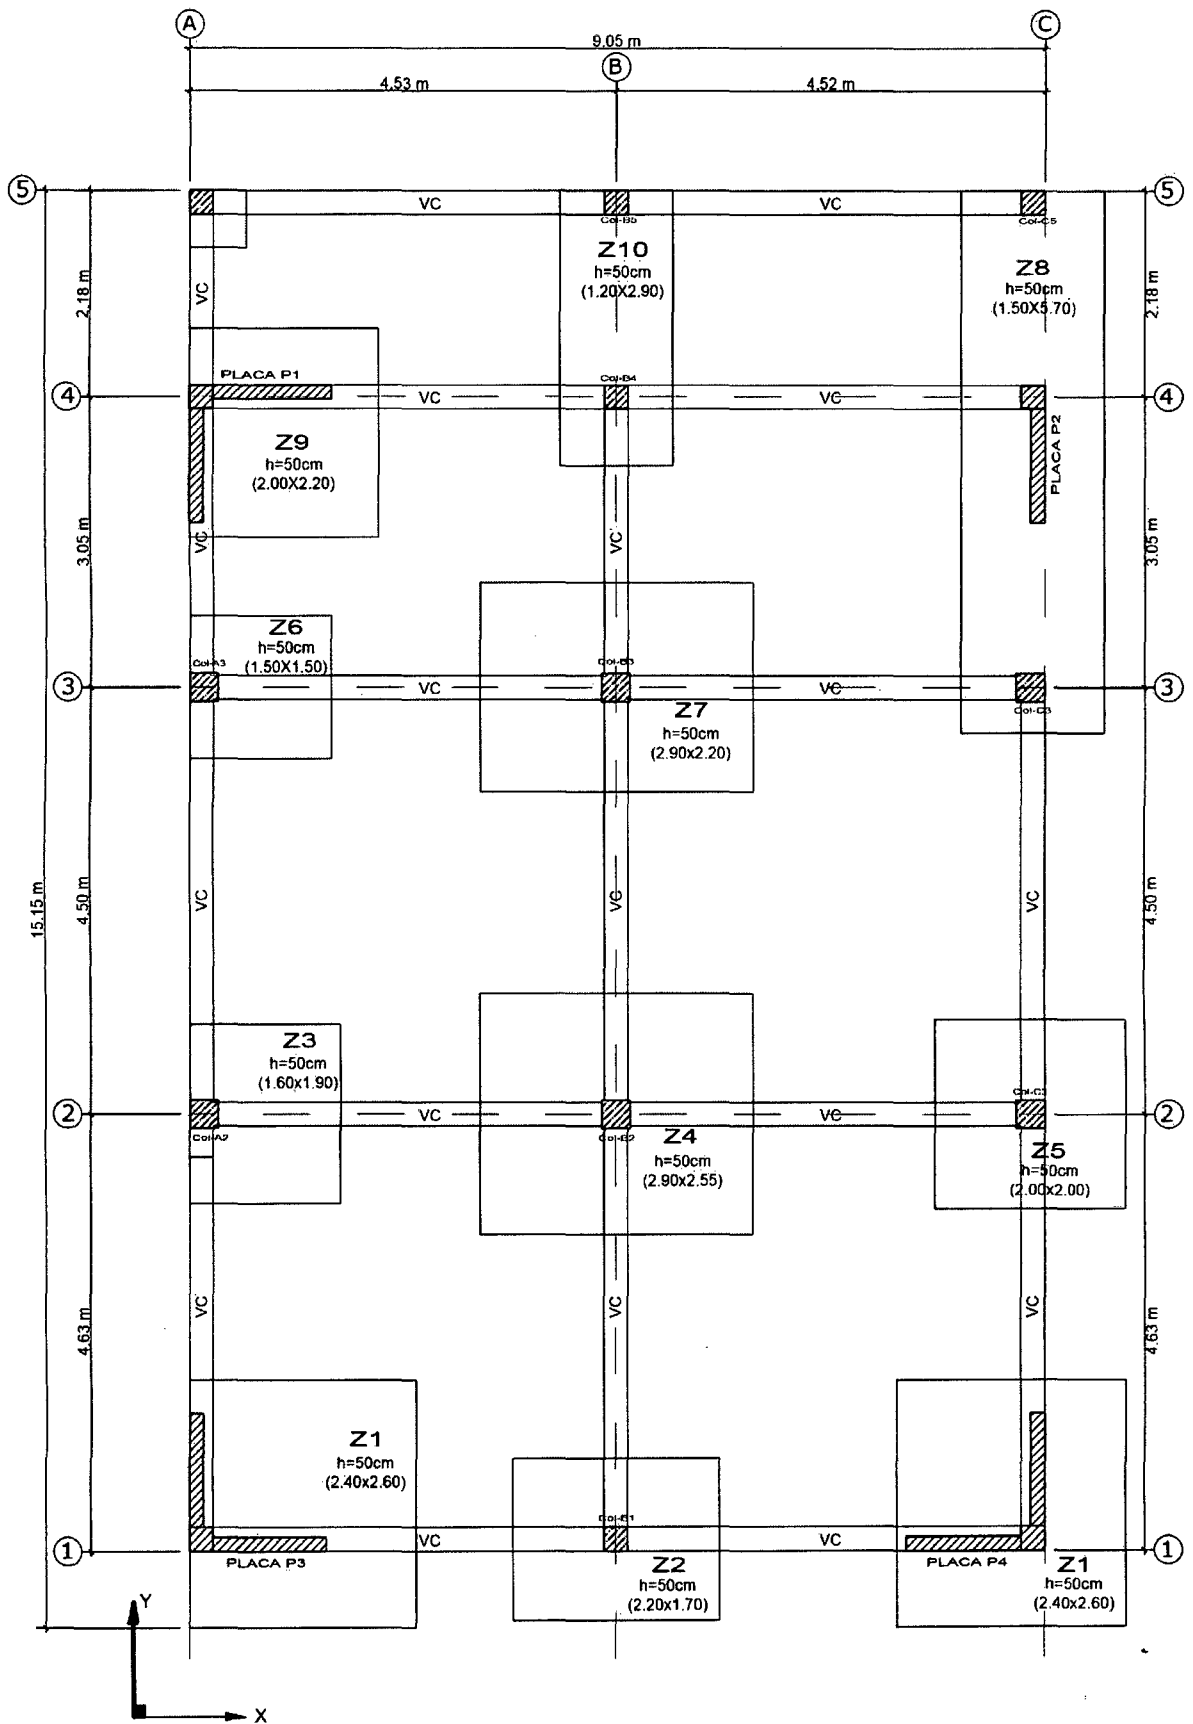 A
C
9.05 m
B
4.53 m
4.52 m
5
5
VC
VC
Col-B5
Col-C5
Z10
h=50cm
(1.20X2.90)
Z8
h=50cm
(1.50X5.70)
2.18 m
VC
2.18 m
PLACA P1
Col-B4
4
VC
VC
4
Z9
h=50cm
(2.00X2.20)
PLACA P2
3.05 m
VC
VC
3.05 m
Z6
h=50cm
(1.50X1.50)
Col-A3
Col-B3
3
VC
VC
3
Col-C3
Z7
h=50cm
(2.90x2.20)
15.15 m
4.50 m
VC
VC
VC
4.50 m
Z3
h=50cm
(1.60x1.90)
Col-C2
2
VC
VC
2
Col-A2
Col-B2
Z4
h=50cm
(2.90x2.55)
Z5
h=50cm
(2.00x2.00)
4.63 m
VC
VC
VC
4.63 m
Z1
h=50cm
(2.40x2.60)
Col-B1
1
VC
VC
1
PLACA P3
PLACA P4
Z2
h=50cm
(2.20x1.70)
Z1
h=50cm
(2.40x2.60)
Y
X